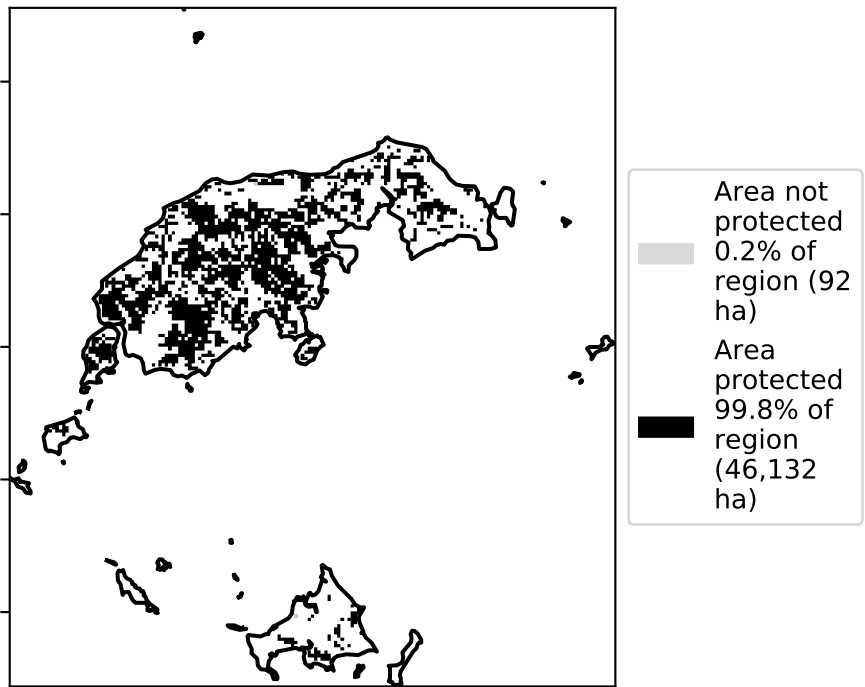 Area not
protected
0.2% of
region (92
ha)
Area
protected
99.8% of
region
(46,132
ha)